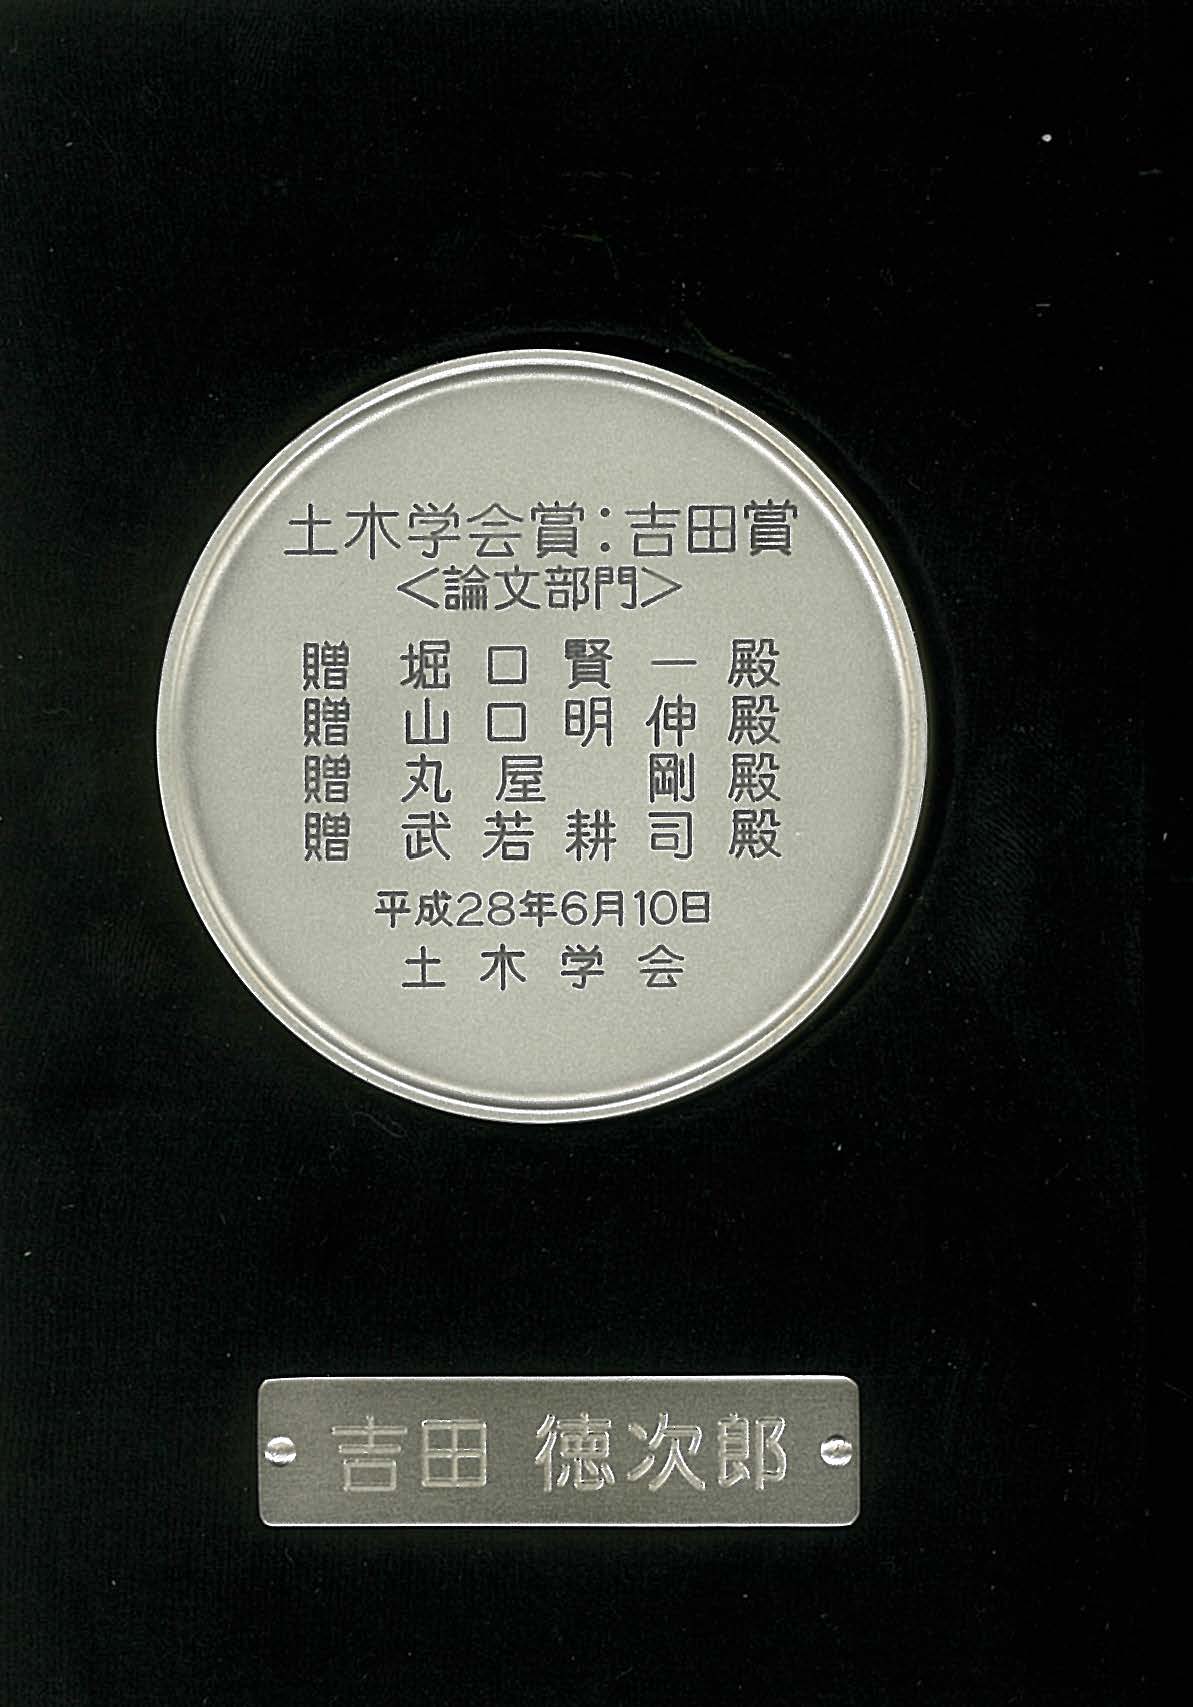 土木学会賞：吉田賞
＜論文部門＞
贈 堀口賢一殿
贈 山口明伸殿
贈 丸屋 剛殿
贈 武若耕司殿
平成28年6月10日
土木学会
吉田 徳次郎